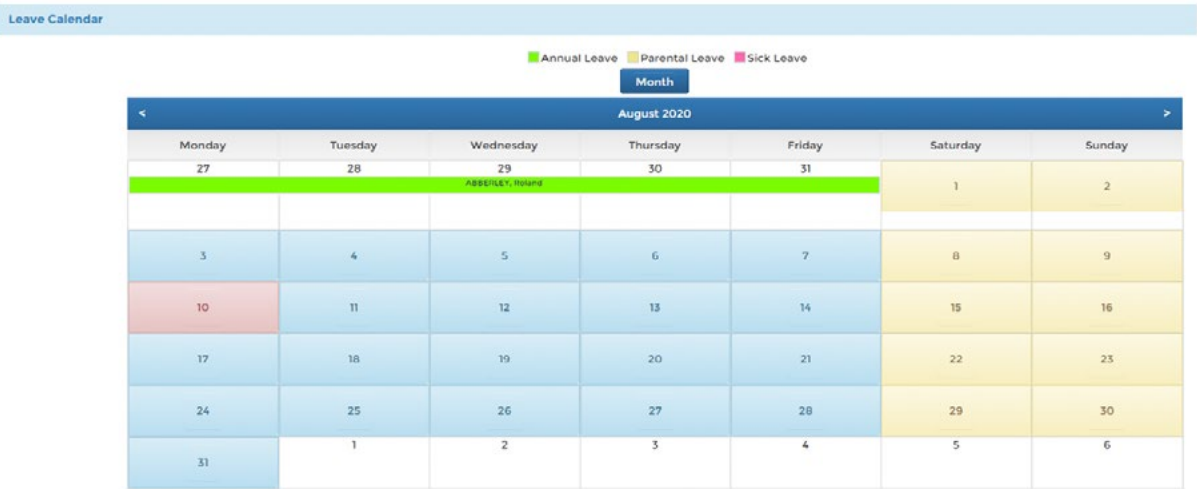 Leave Calendar
Annual Leave Parental Leave Sick Leave
Month
< August 2020 >
Monday Tuesday Wednesday Thursday Friday Saturday Sunday
27 28 29 30 31 1 2
ABBERLEY, Roland
3 4 5 6 7 8 9
10 11 12 13 14 15 16
17 18 19 20 21 22 23
24 25 26 27 28 29 30
31 1 2 3 4 5 6